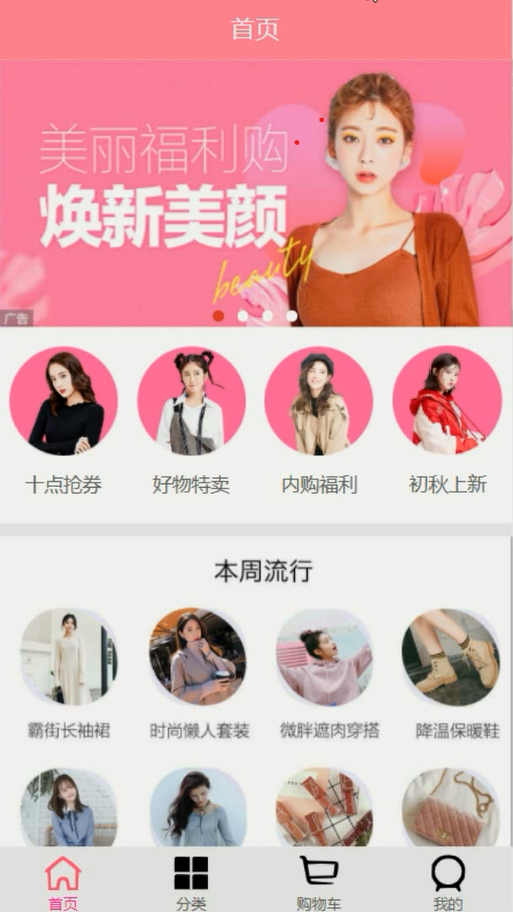 首页
美丽福利购
焕新美颜
beauty
广告
十点抢券
好物特卖
内购福利
初秋上新
本周流行
霸街长袖裙
时尚懒人套装
微胖遮肉穿搭
降温保暖鞋
首页
分类
购物车
我的